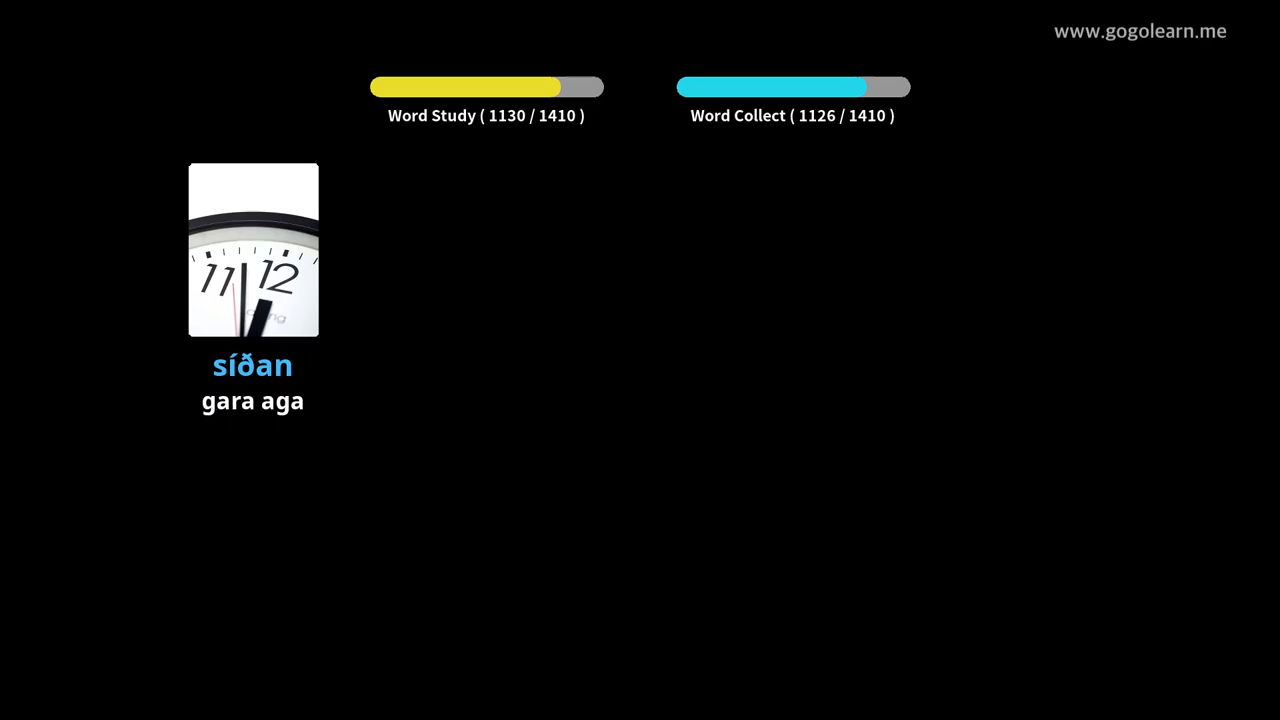 www.gogolearn.me
Word Study ( 1130 / 1410 )
Word Collect ( 1126 / 1410 )
11 12
síðan
gara aga